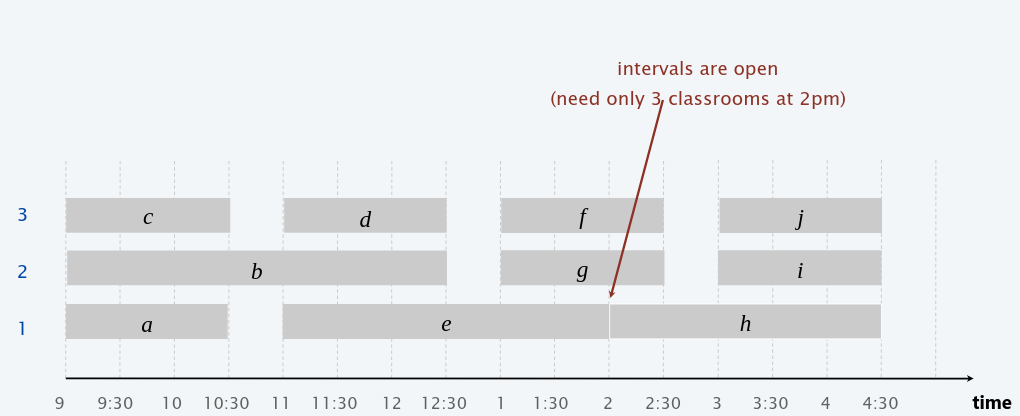 intervals are open
(need only 3 classrooms at 2pm)
3 c d f j
2 b g i
1 a e h
9 9:30 10 10:30 11 11:30 12 12:30 1 1:30 2 2:30 3 3:30 4 4:30 time